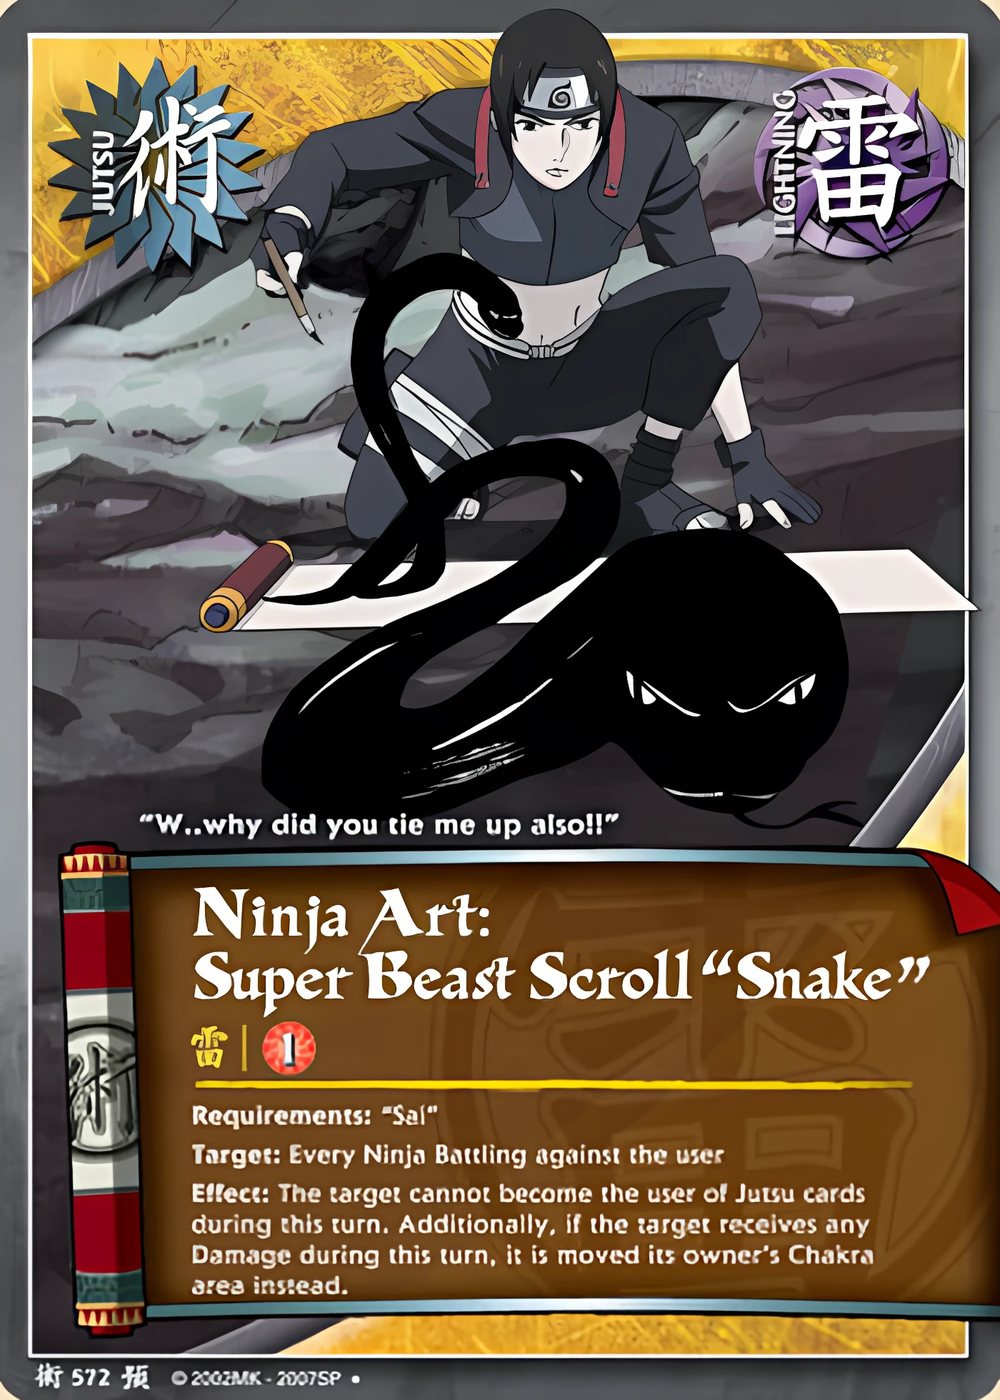 JUTSU
術
LIGHTNING
雷
“W..why did you tie me up also!!”
Ninja Art:
Super Beast Scroll “Snake”
雷 | 1
Requirements: "Sai"
Target: Every Ninja Battling against the user
Effect: The target cannot become the user of Jutsu cards
during this turn. Additionally, if the target receives any
Damage during this turn, it is moved its owner's Chakra
area instead.
術
術 572 © 2002MK - 2007SP